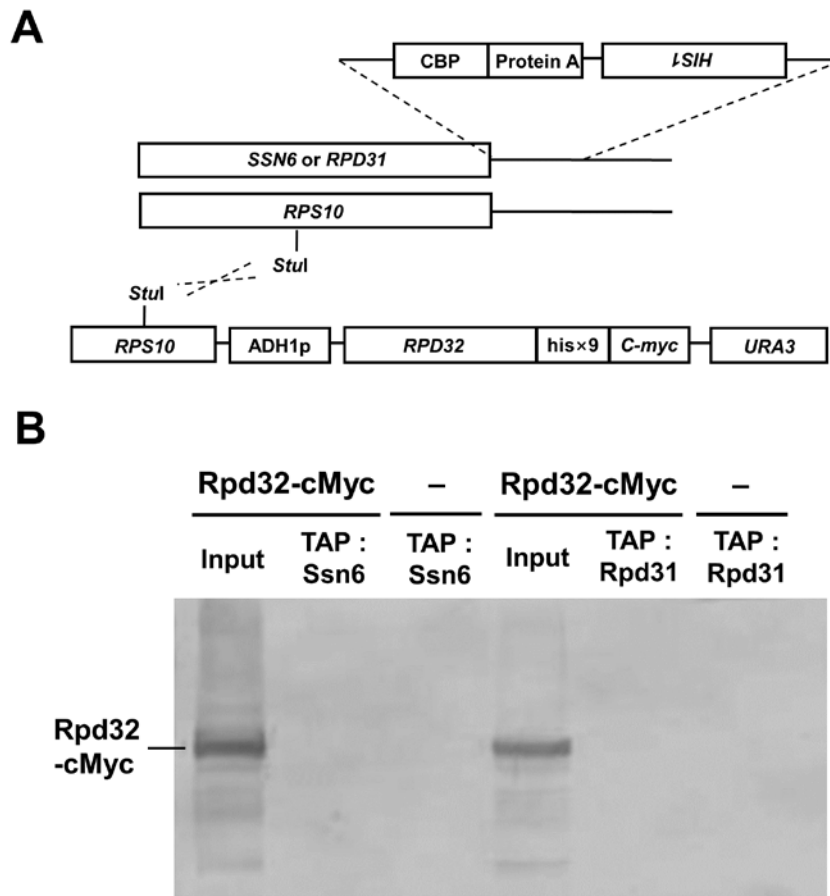 A
CBP Protein A HIS1
SSN6 or RPD31
RPS10
StuI
StuI
RPS10 ADH1p RPD32 his×9 C-myc URA3
B
Rpd32-cMyc – Rpd32-cMyc –
Input TAP : Ssn6 TAP : Ssn6 Input TAP : Rpd31 TAP : Rpd31
Rpd32
-cMyc